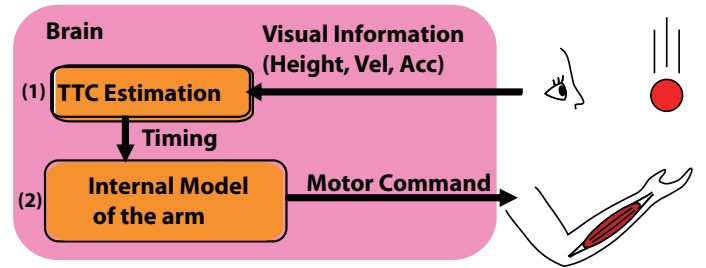 Brain
Visual Information
(Height, Vel, Acc)
(1)
TTC Estimation
Timing
(2)
Internal Model
of the arm
Motor Command